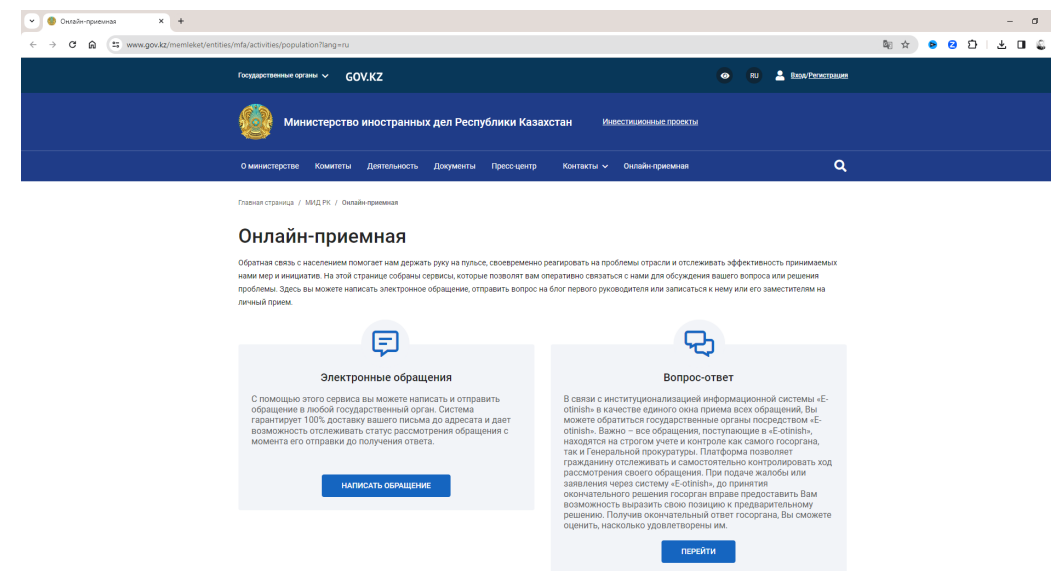 Онлайн-приемная
www.gov.kz/memleket/entities/mfa/activities/population?lang=ru
Государственные органы
GOV.KZ
RU
Вход/Регистрация
Министерство иностранных дел Республики Казахстан
Инвестиционные проекты
О министерстве Комитеты Деятельность Документы Пресс-центр Контакты Онлайн-приемная
Главная страница / МИД РК / Онлайн-приемная
Онлайн-приемная
Обратная связь с населением помогает нам держать руку на пульсе, своевременно реагировать на проблемы отрасли и отслеживать эффективность принимаемых
нами мер и инициатив. На этой странице собраны сервисы, которые позволят вам оперативно связаться с нами для обсуждения вашего вопроса или решения
проблемы. Здесь вы можете написать электронное обращение, отправить вопрос на блог первого руководителя или записаться к нему или его заместителям на
личный прием.
Электронные обращения
С помощью этого сервиса вы можете написать и отправить
обращение в любой государственный орган. Система
гарантирует 100% доставку вашего письма до адресата и дает
возможность отслеживать статус рассмотрения обращения с
момента его отправки до получения ответа.
НАПИСАТЬ ОБРАЩЕНИЕ
Вопрос-ответ
В связи с институционализацией информационной системы «E-
otinish» в качестве единого окна приема всех обращений, Вы
можете обратиться государственные органы посредством «E-
otinish». Важно – все обращения, поступающие в «E-otinish»,
находятся на строгом учете и контроле как самого госоргана,
так и Генеральной прокуратуры. Платформа позволяет
гражданину отслеживать и самостоятельно контролировать ход
рассмотрения своего обращения. При подаче жалобы или
заявления через систему «E-otinish», до принятия
окончательного решения госорган вправе предоставить Вам
возможность выразить свою позицию к предварительному
решению. Получив окончательный ответ госоргана, Вы сможете
оценить, насколько удовлетворены им.
ПЕРЕЙТИ